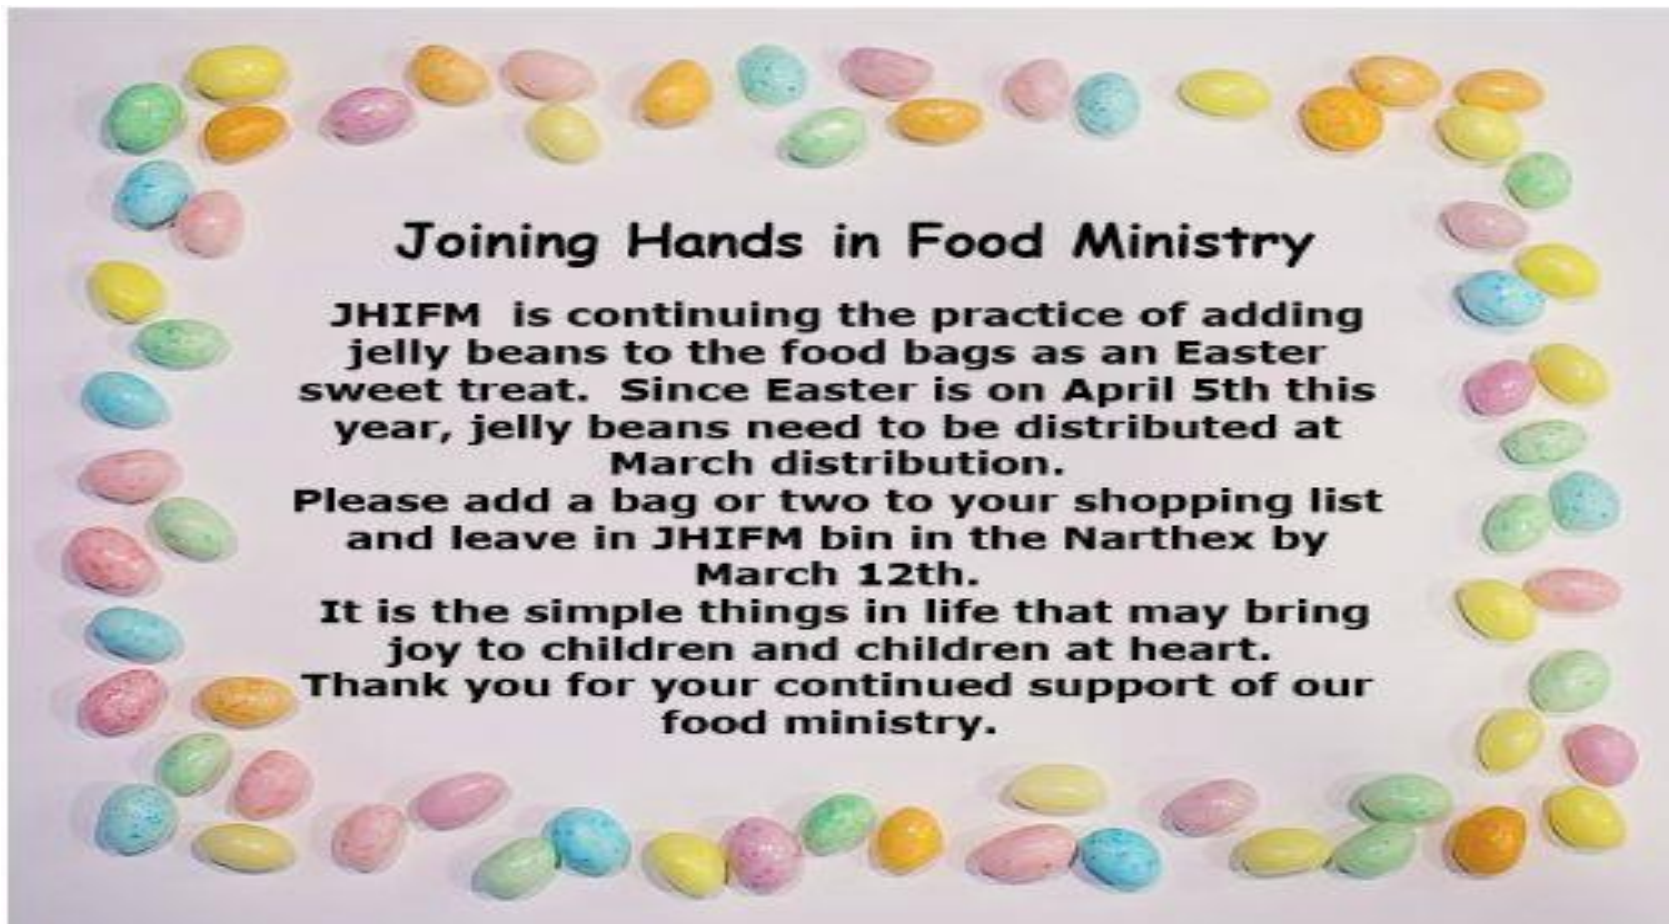 Joining Hands in Food Ministry
JHIFM is continuing the practice of adding
jelly beans to the food bags as an Easter
sweet treat. Since Easter is on April 5th this
year, jelly beans need to be distributed at
March distribution.
Please add a bag or two to your shopping list
and leave in JHIFM bin in the Narthex by
March 12th.
It is the simple things in life that may bring
joy to children and children at heart.
Thank you for your continued support of our
food ministry.